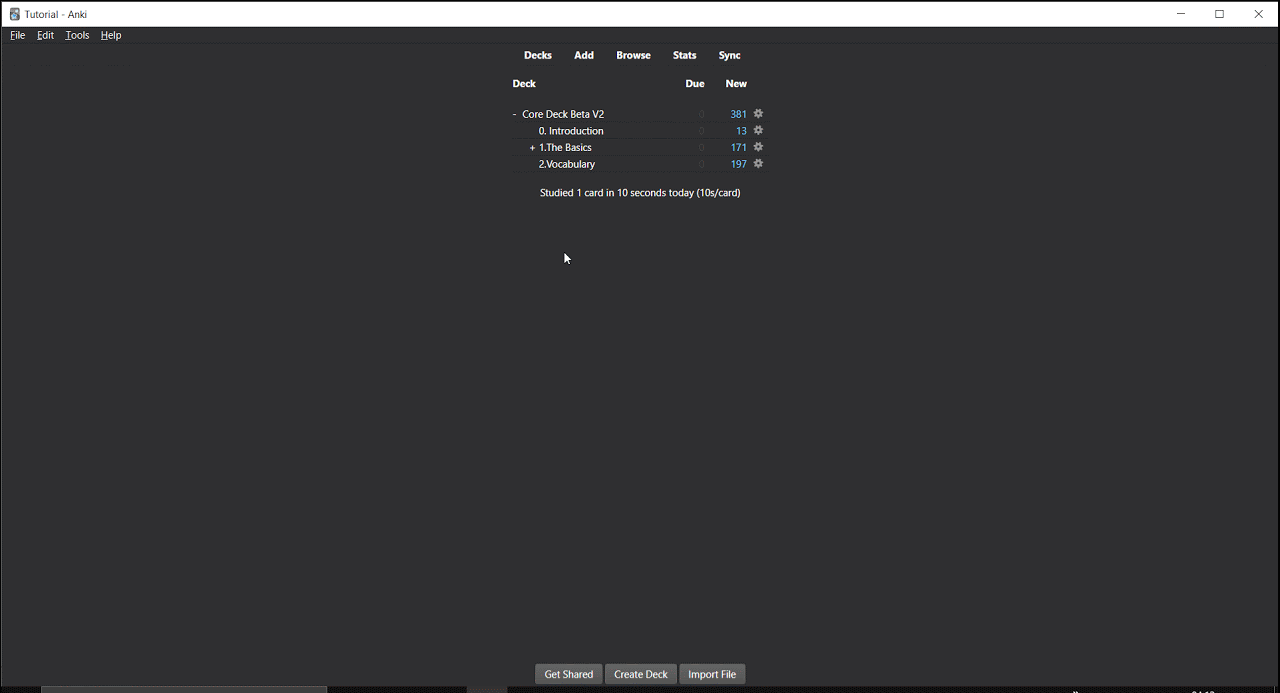 Tutorial - Anki
File Edit Tools Help
Decks Add Browse Stats Sync
Deck Due New
- Core Deck Beta V2 0 381
0. Introduction 0 13
+ 1.The Basics 0 171
2.Vocabulary 0 197
Studied 1 card in 10 seconds today (10s/card)
Get Shared Create Deck Import File